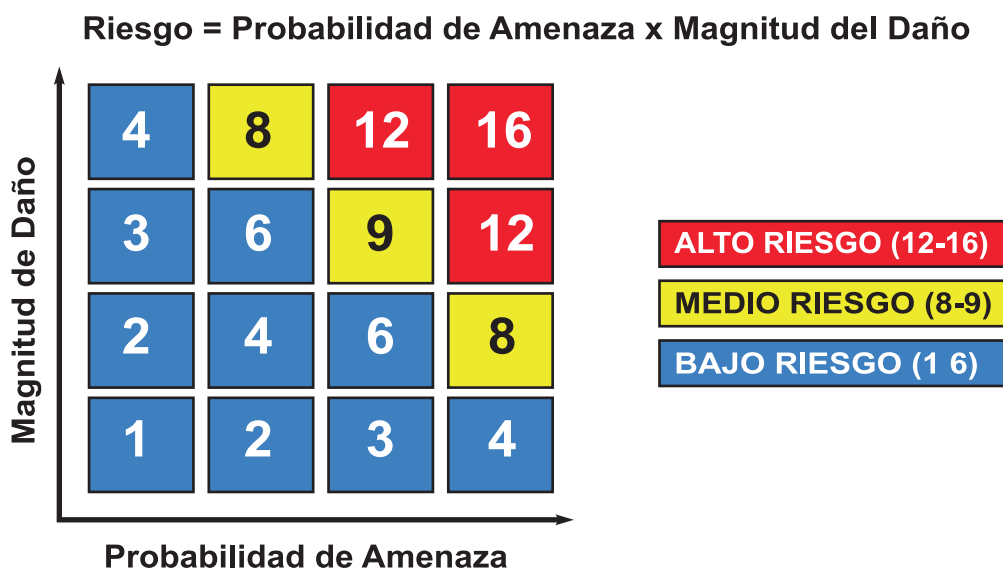 Riesgo = Probabilidad de Amenaza x Magnitud del Daño
Magnitud de Daño
4 8 12 16
3 6 9 12
2 4 6 8
1 2 3 4
Probabilidad de Amenaza
ALTO RIESGO (12-16)
MEDIO RIESGO (8-9)
BAJO RIESGO (1 6)